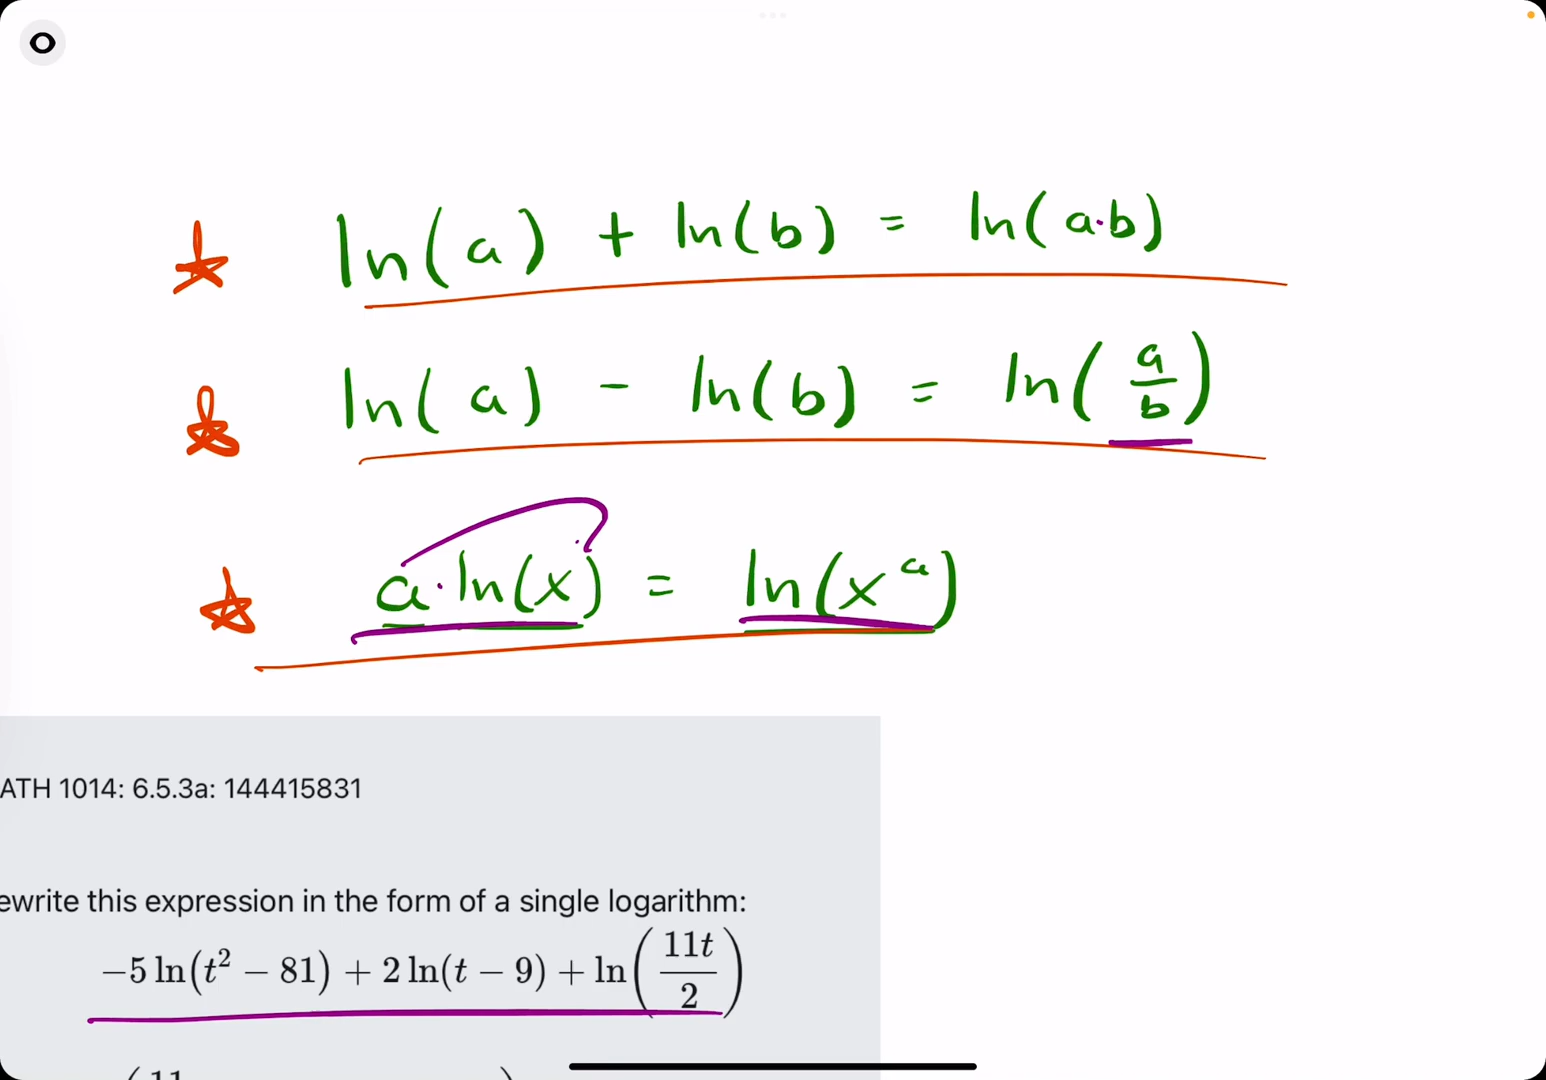 ln(a) + ln(b) = ln(a·b)
ln(a) - ln(b) = ln(a/b)
a·ln(x) = ln(x^a)
ATH 1014: 6.5.3a: 144415831
ewrite this expression in the form of a single logarithm:
−5 ln(t² − 81) + 2 ln(t − 9) + ln(11t/2)